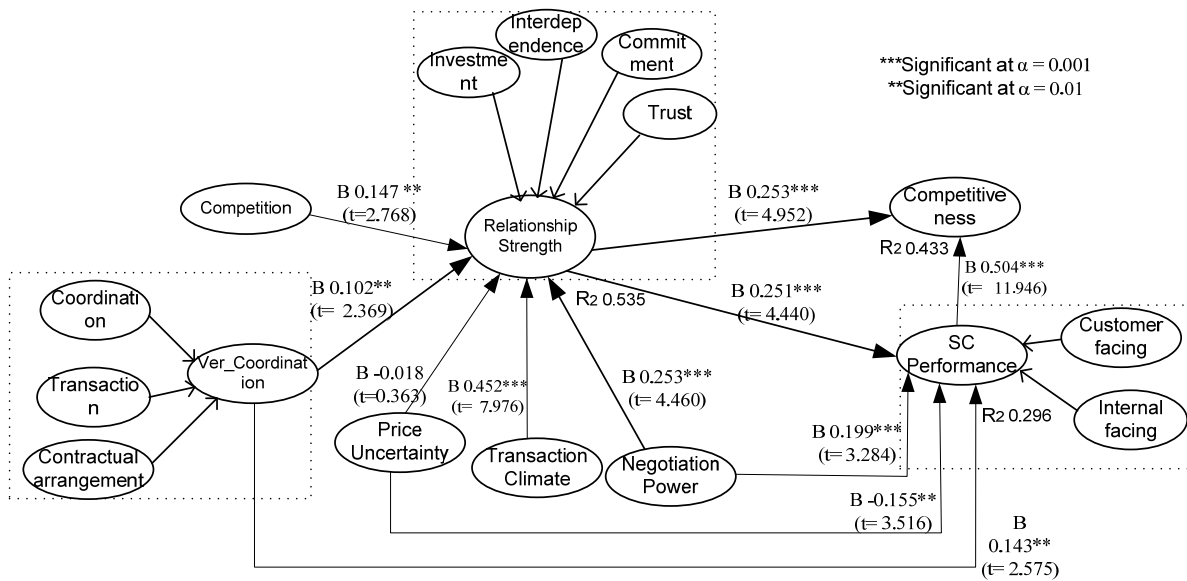 Interdep
endence
Commit
ment
Investme
nt
Trust
***Significant at α = 0.001
**Significant at α = 0.01
Competition
B 0.147 **
(t=2.768)
Relationship
Strength
B 0.253***
(t= 4.952)
Competitive
ness
R2 0.433
B 0.504***
(t= 11.946)
Coordinati
on
B 0.102**
(t= 2.369)
R2 0.535
B 0.251***
(t= 4.440)
Ver_Coordinat
ion
SC
Performance
Customer
facing
Transactio
n
B -0.018
(t=0.363)
B 0.452***
(t= 7.976)
B 0.253***
(t= 4.460)
R2 0.296
Internal
facing
Contractual
arrangement
Price
Uncertainty
Transaction
Climate
Negotiation
Power
B 0.199***
(t= 3.284)
B -0.155**
(t= 3.516)
B
0.143**
(t= 2.575)